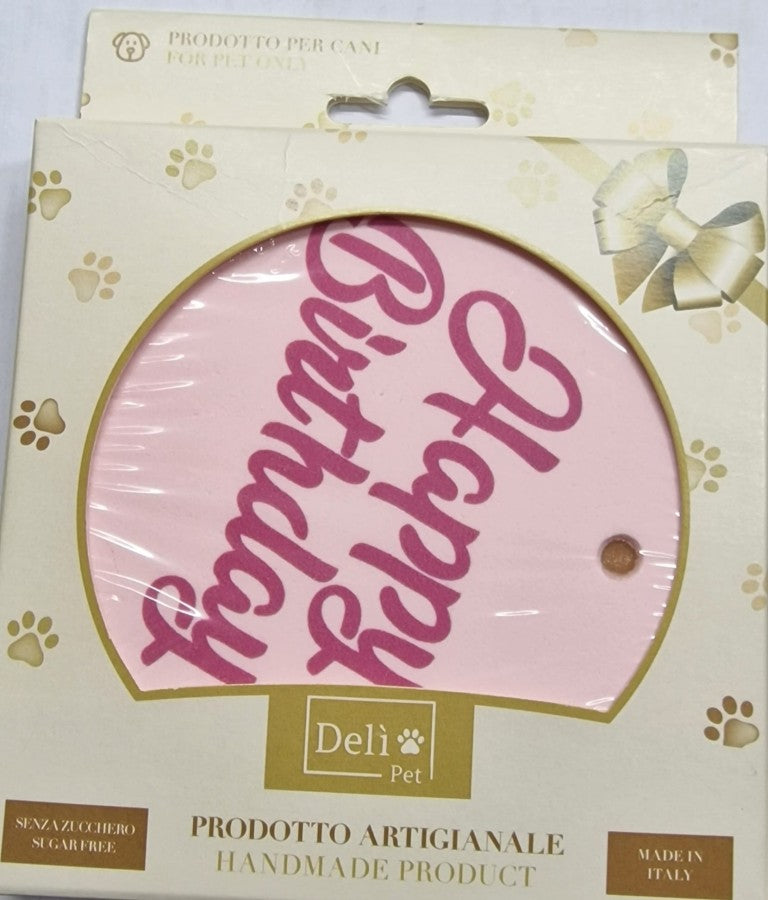 PRODOTTO PER CANI
FOR PET ONLY
Happy
Birthday
Delì
Pet
SENZA ZUCCHERO
SUGAR FREE
PRODOTTO ARTIGIANALE
HANDMADE PRODUCT
MADE IN
ITALY